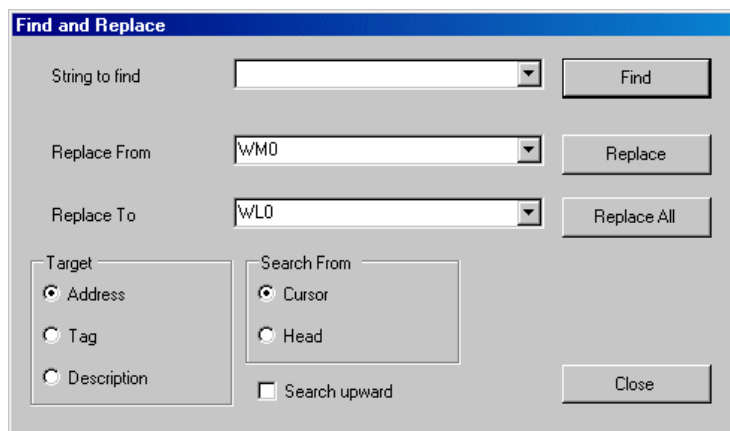 Find and Replace
String to find
Find
Replace From
WM0
Replace
Replace To
WL0
Replace All
Target
Address
Tag
Description
Search From
Cursor
Head
Search upward
Close